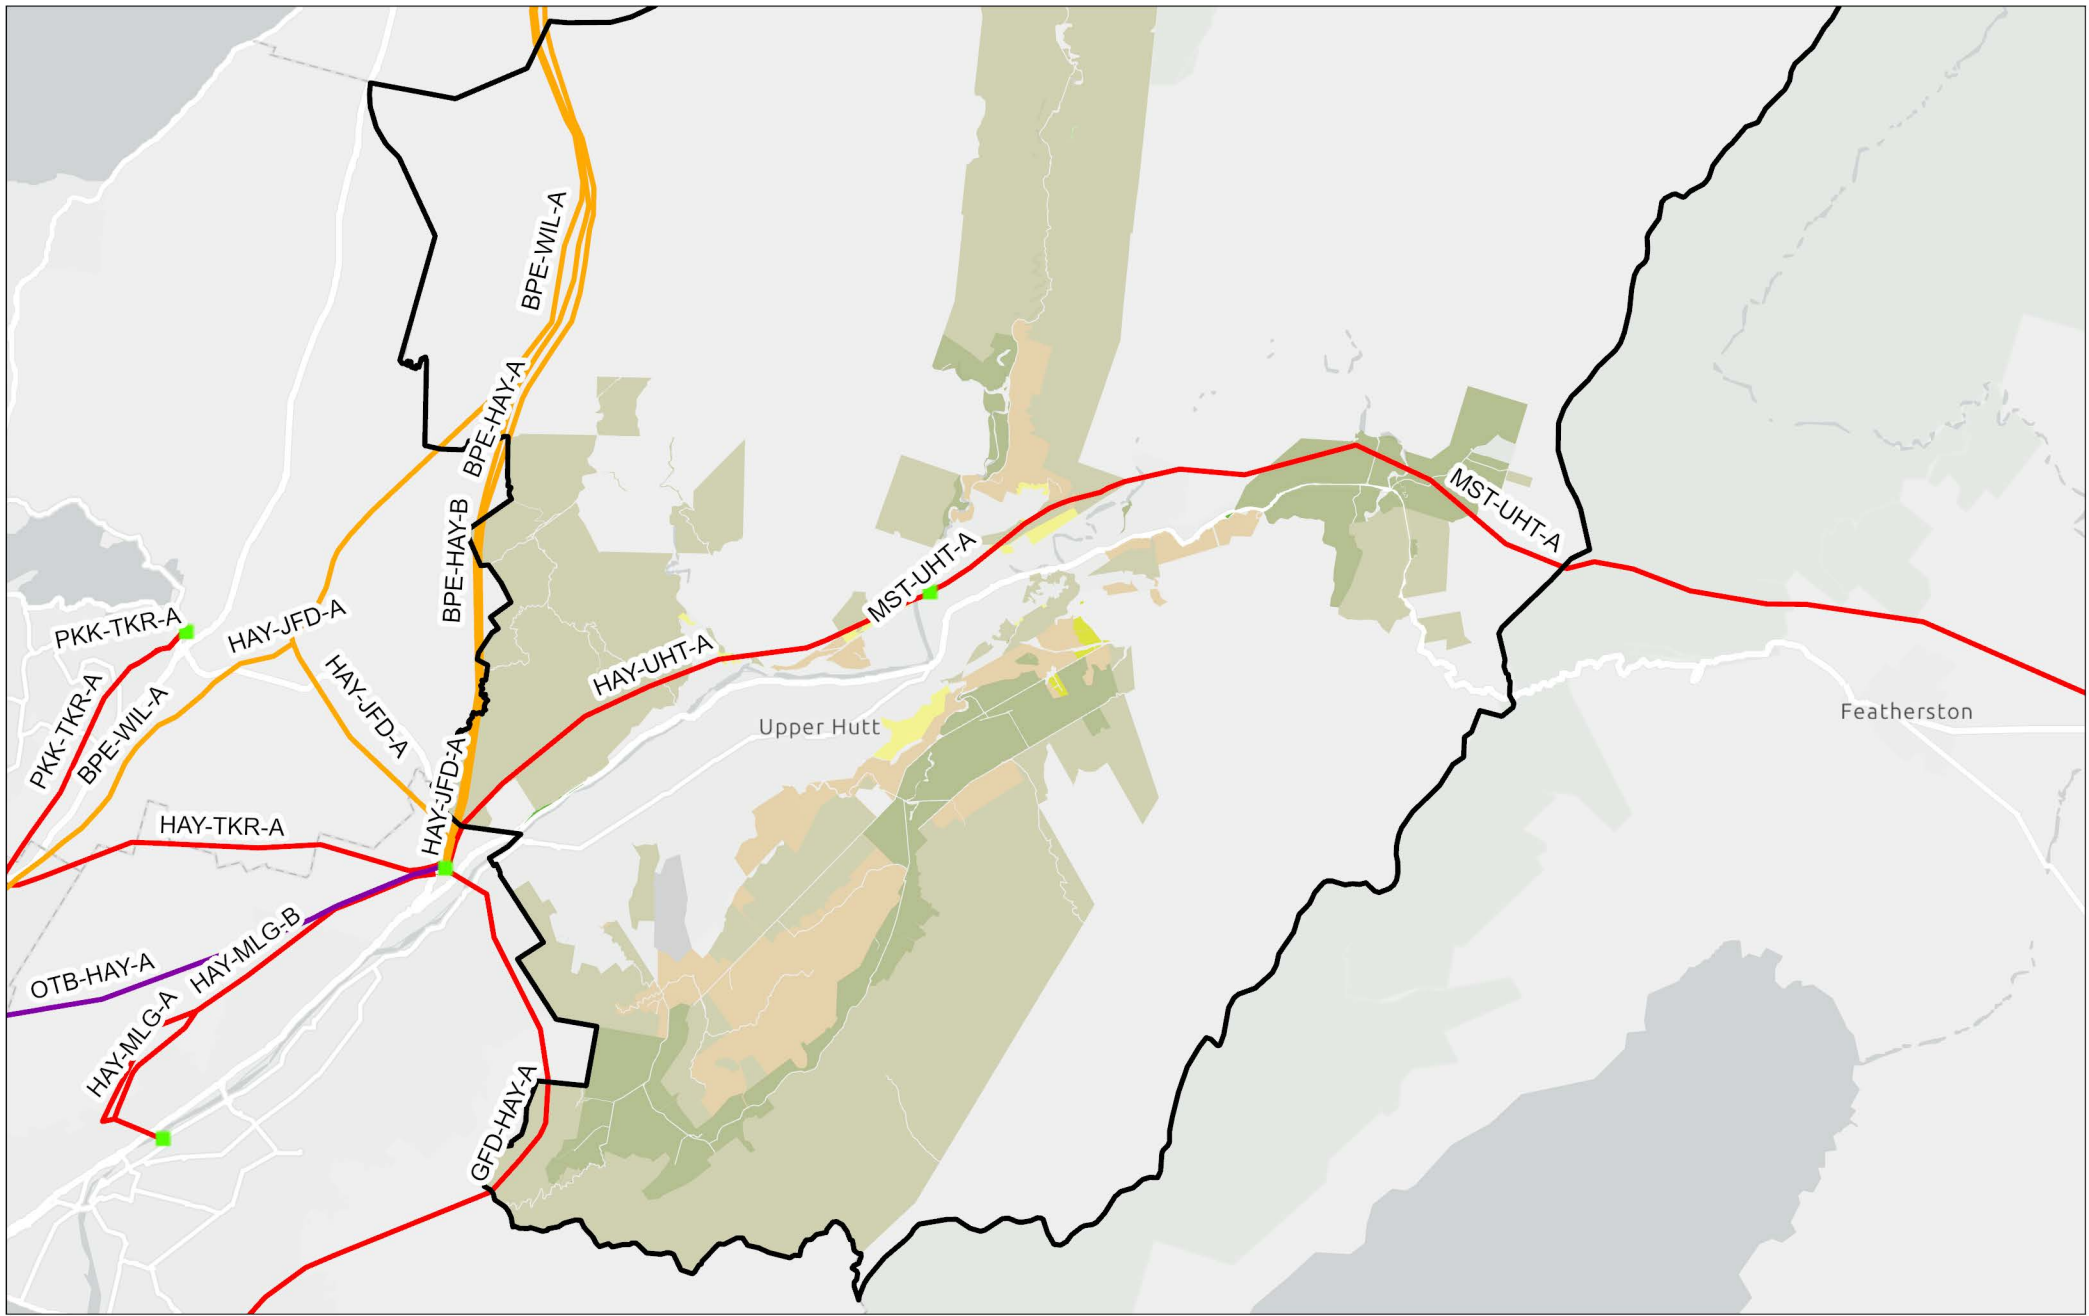 BPE-WIL-A
BPE-HAY-A
MST-UHT-A
BPE-HAY-B
MST-UHT-A
PKK-TKR-A
HAY-JFD-A
HAY-UHT-A
HAY-JFD-A
PKK-TKR-A
BPE-WIL-A
Upper Hutt
Featherston
HAY-JFD-A
HAY-TKR-A
HAY-MLG-B
OTB-HAY-A
HAY-MLG-A
GFD-HAY-A